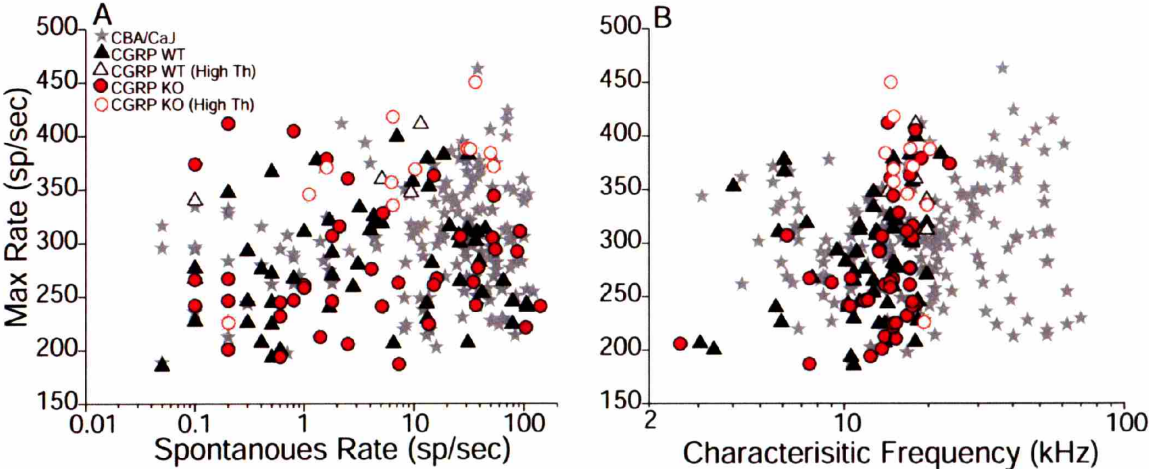 A
500
450
400
350
300
250
200
150
Max Rate (sp/sec)
CBA/CaJ
CGRP WT
CGRP WT (High Th)
CGRP KO
CGRP KO (High Th)
0.01 0.1 1 10 100
Spontanoues Rate (sp/sec)
B
500
450
400
350
300
250
200
150
2 10 100
Characterisitic Frequency (kHz)